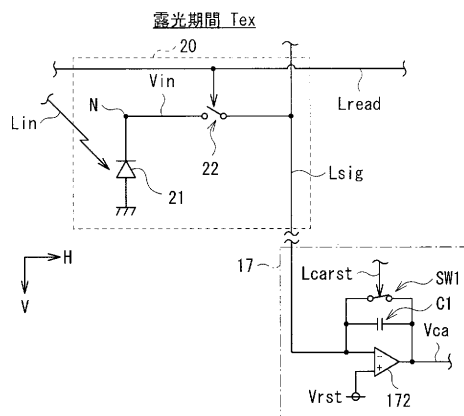 露光期間 Tex
20
Vin
Lread
N
Lin
22
21
Lsig
H
V
17
Lcarst
SW1
C1
Vca
-
+
Vrst
172